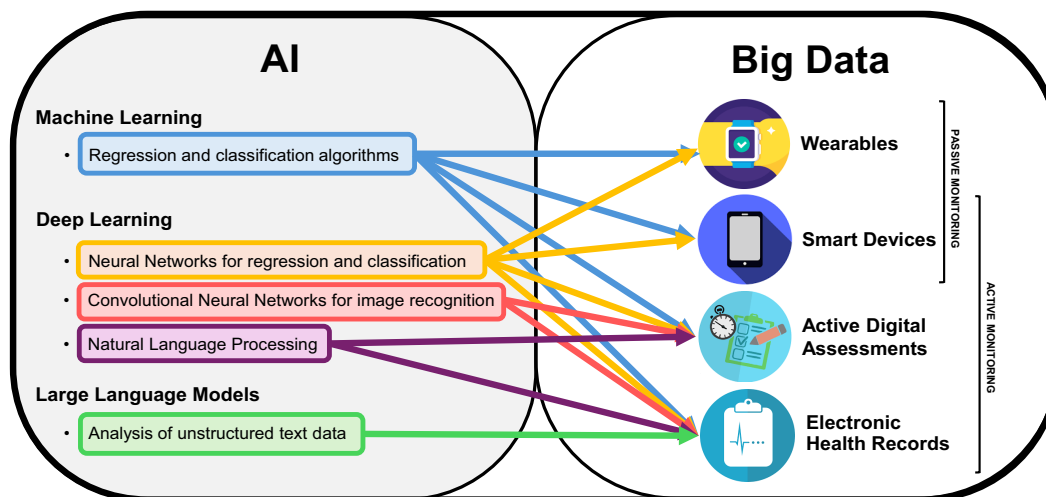 AI
Machine Learning
• Regression and classification algorithms
Deep Learning
• Neural Networks for regression and classification
• Convolutional Neural Networks for image recognition
• Natural Language Processing
Large Language Models
• Analysis of unstructured text data
Big Data
Wearables
Smart Devices
Active Digital
Assessments
Electronic
Health Records
PASSIVE MONITORING
ACTIVE MONITORING